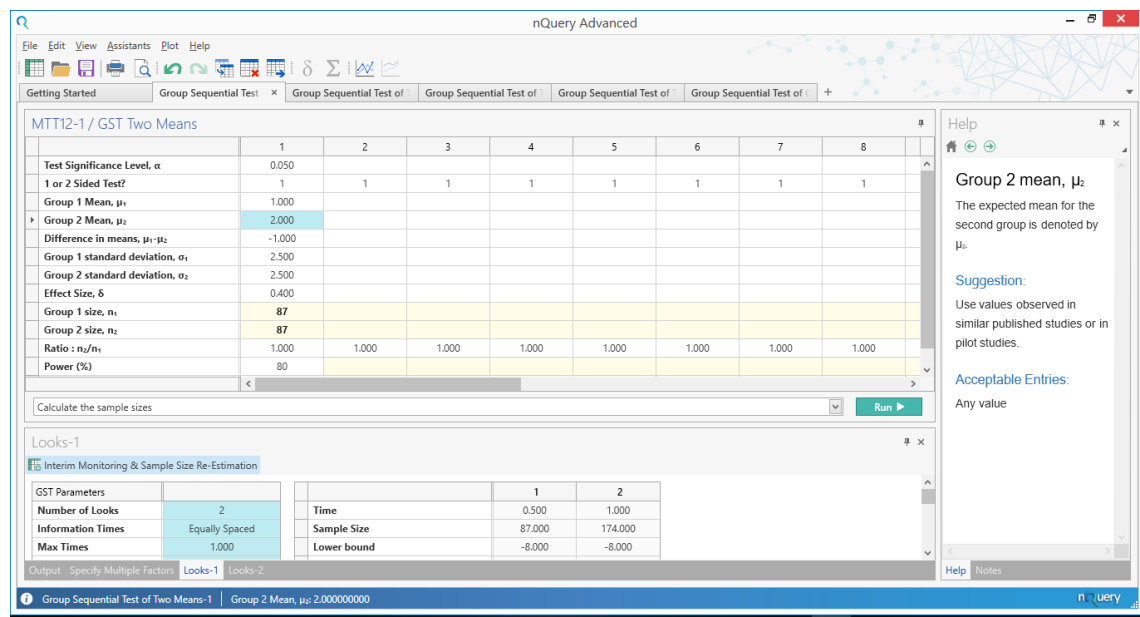 nQuery Advanced
File Edit View Assistants Plot Help
Getting Started Group Sequential Test × Group Sequential Test of Group Sequential Test of Group Sequential Test of Group Sequential Test of +
MTT12-1 / GST Two Means
1 2 3 4 5 6 7 8
Test Significance Level, α 0.050
1 or 2 Sided Test? 1 1 1 1 1 1 1 1
Group 1 Mean, μ₁ 1.000
Group 2 Mean, μ₂ 2.000
Difference in means, μ₁-μ₂ -1.000
Group 1 standard deviation, σ₁ 2.500
Group 2 standard deviation, σ₂ 2.500
Effect Size, δ 0.400
Group 1 size, n₁ 87
Group 2 size, n₂ 87
Ratio : n₂/n₁ 1.000 1.000 1.000 1.000 1.000 1.000 1.000 1.000
Power (%) 80
Calculate the sample sizes Run
Looks-1
Interim Monitoring & Sample Size Re-Estimation
GST Parameters 1 2
Number of Looks 2 Time 0.500 1.000
Information Times Equally Spaced Sample Size 87.000 174.000
Max Times 1.000 Lower bound -8.000 -8.000
Output Specify Multiple Factors Looks-1 Looks-2
Help
Group 2 mean, μ₂
The expected mean for the
second group is denoted by
μ₂.
Suggestion:
Use values observed in
similar published studies or in
pilot studies.
Acceptable Entries:
Any value
Help Notes
Group Sequential Test of Two Means-1 Group 2 Mean, μ₂: 2.000000000
nQuery